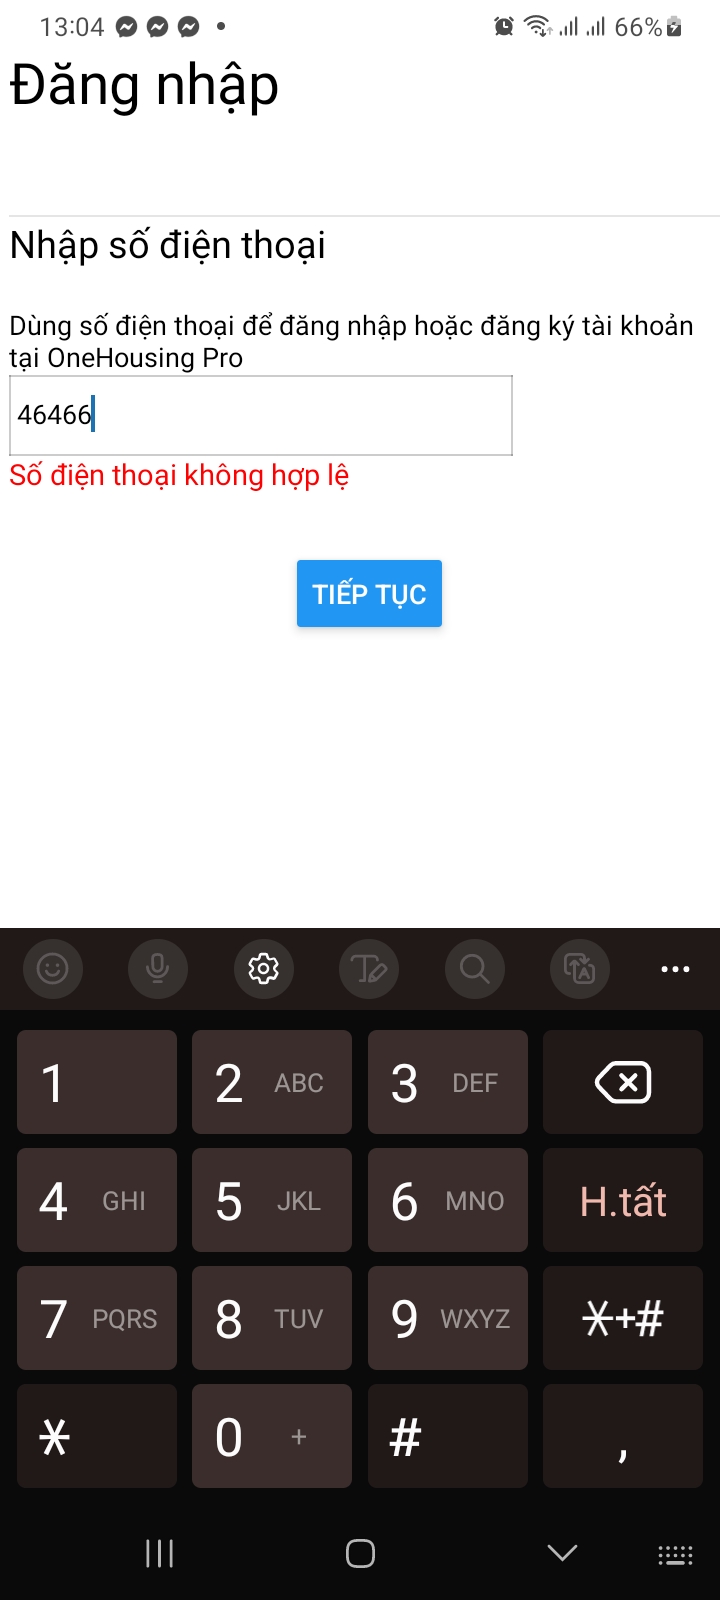 13:04 66%
Đăng nhập
Nhập số điện thoại
Dùng số điện thoại để đăng nhập hoặc đăng ký tài khoản
tại OneHousing Pro
46466
Số điện thoại không hợp lệ
TIẾP TỤC
1 2 ABC 3 DEF
4 GHI 5 JKL 6 MNO H.tất
7 PQRS 8 TUV 9 WXYZ *+#
* 0 + # ,